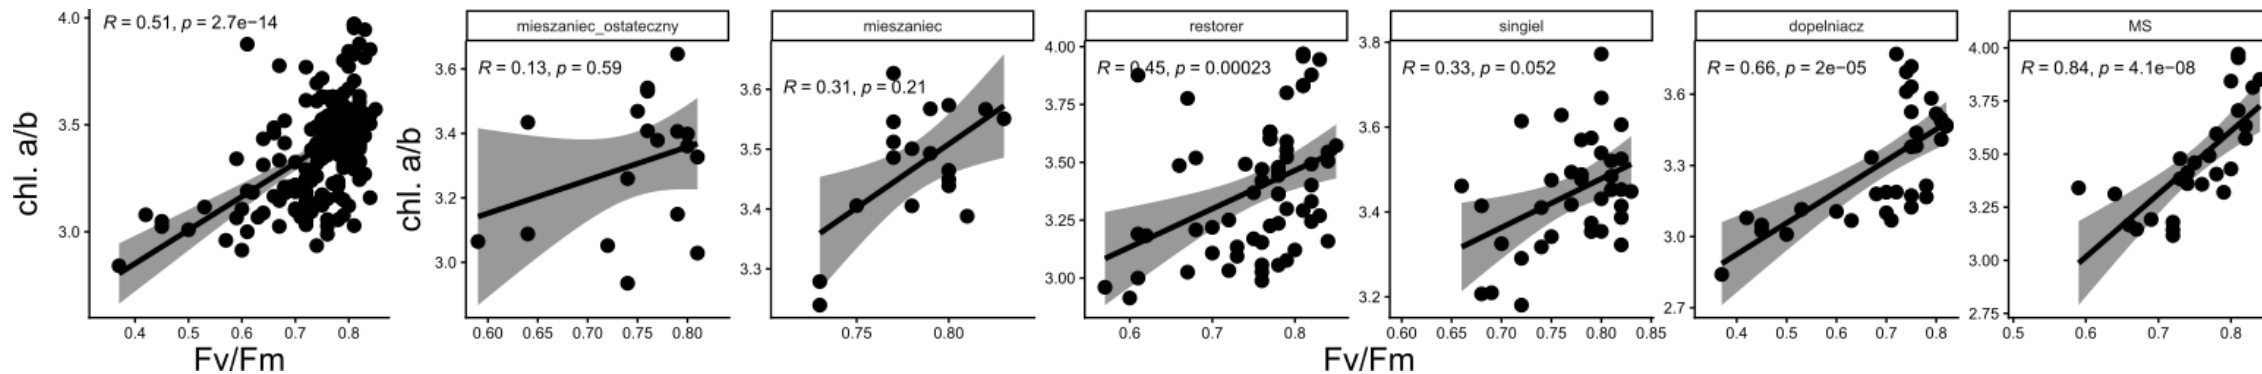 chl. a/b
4.0
3.5
3.0
R = 0.51, p = 2.7e−14
0.4 0.5 0.6 0.7 0.8
Fv/Fm
chl. a/b
mieszaniec_ostateczny
R = 0.13, p = 0.59
3.6
3.4
3.2
3.0
0.60 0.65 0.70 0.75 0.80
mieszaniec
R = 0.31, p = 0.21
3.6
3.5
3.4
3.3
0.75 0.80
restorer
R = 0.45, p = 0.00023
4.00
3.75
3.50
3.25
3.00
0.6 0.7 0.8
singiel
R = 0.33, p = 0.052
3.8
3.6
3.4
3.2
0.60 0.65 0.70 0.75 0.80 0.85
dopelniacz
R = 0.66, p = 2e−05
3.6
3.3
3.0
2.7
0.4 0.5 0.6 0.7 0.8
MS
R = 0.84, p = 4.1e−08
4.00
3.75
3.50
3.25
3.00
2.75
0.5 0.6 0.7 0.8
Fv/Fm